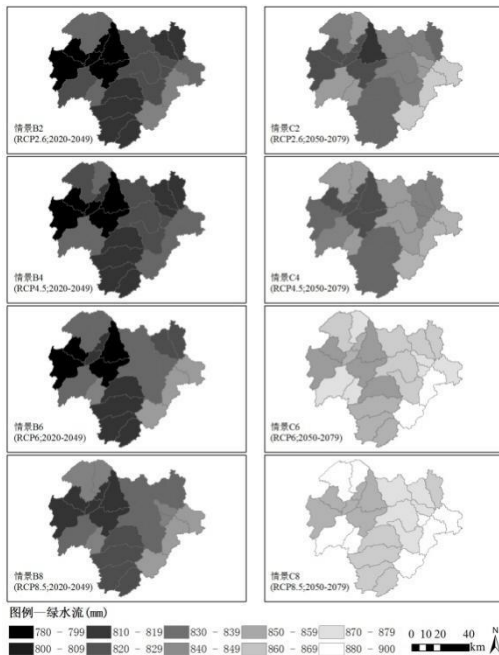 情景B2
(RCP2.6;2020-2049)
情景C2
(RCP2.6;2050-2079)
情景B4
(RCP4.5;2020-2049)
情景C4
(RCP4.5;2050-2079)
情景B6
(RCP6;2020-2049)
情景C6
(RCP6;2050-2079)
情景B8
(RCP8.5;2020-2049)
情景C8
(RCP8.5;2050-2079)
图例—绿水流(mm)
780 - 799 810 - 819 830 - 839 850 - 859 870 - 879
800 - 809 820 - 829 840 - 849 860 - 869 880 - 900
0 10 20 40
km
N